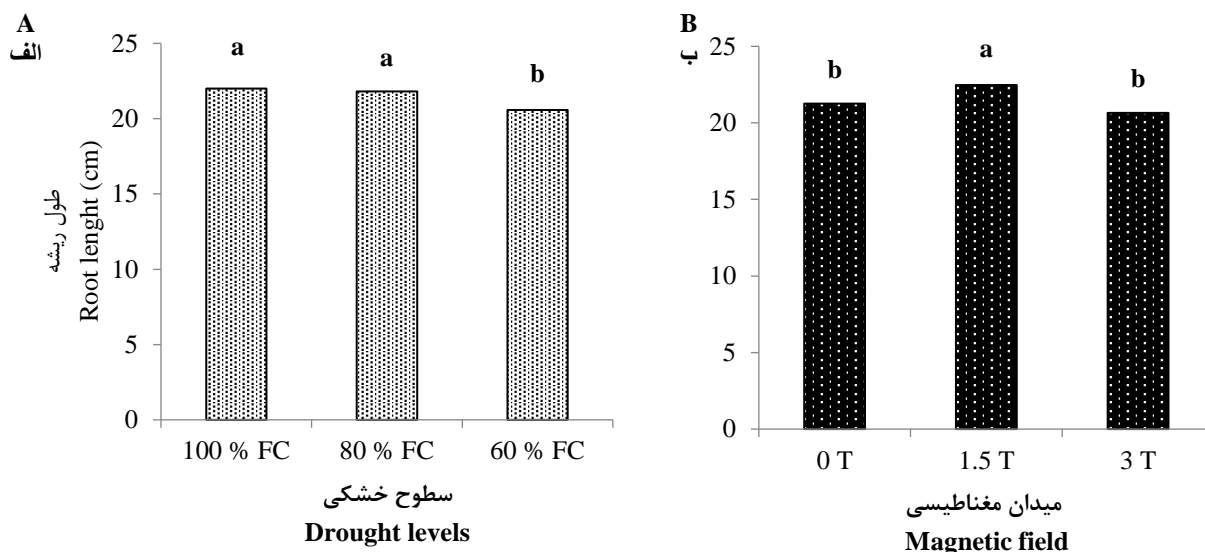 A
الف
طول ریشه
Root lenght (cm)
25
20
15
10
5
0
a
a
b
100 % FC
80 % FC
60 % FC
سطوح خشکی
Drought levels
B
ب
25
20
15
10
5
0
b
a
b
0 T
1.5 T
3 T
میدان مغناطیسی
Magnetic field